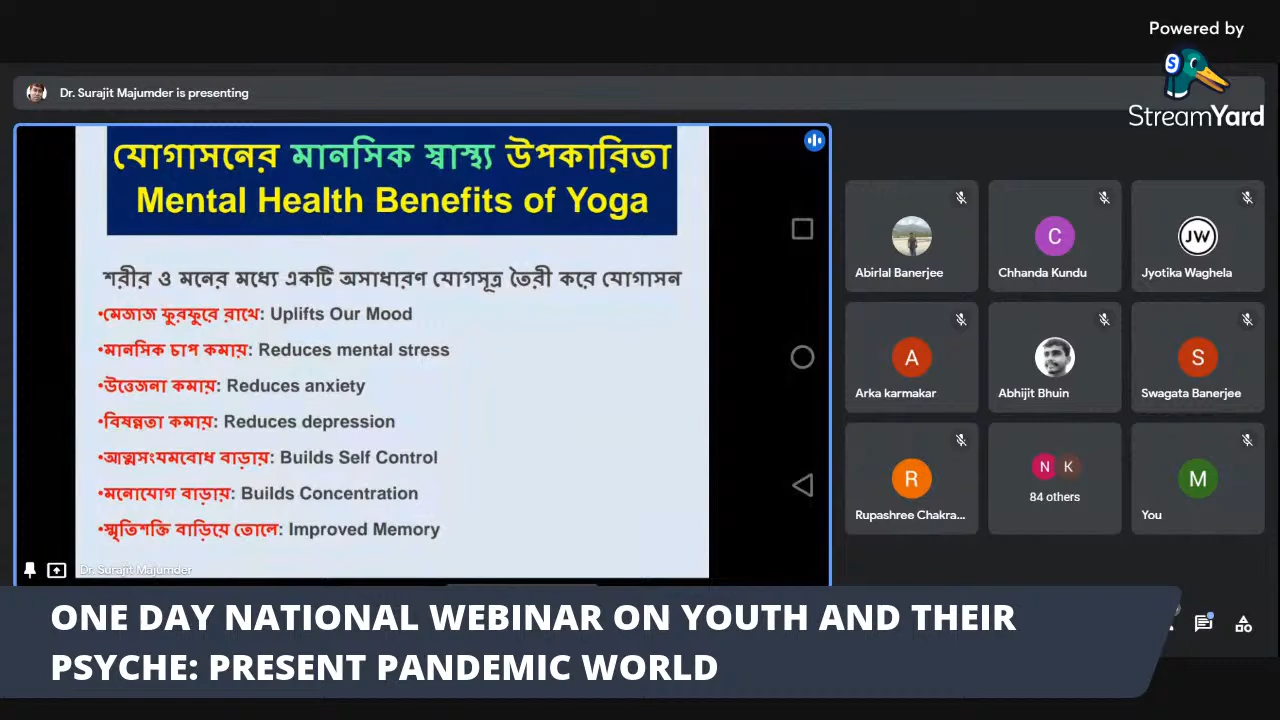 Powered by
StreamYard
Dr. Surajit Majumder is presenting
যোগাসনের মানসিক স্বাস্থ্য উপকারিতা
Mental Health Benefits of Yoga
শরীর ও মনের মধ্যে একটি অসাধারণ যোগসূত্র তৈরী করে যোগাসন
•মেজাজ ফুরফুরে রাখে: Uplifts Our Mood
•মানসিক চাপ কমায়: Reduces mental stress
•উত্তেজনা কমায়: Reduces anxiety
•বিষন্নতা কমায়: Reduces depression
•আত্মসংযমবোধ বাড়ায়: Builds Self Control
•মনোযোগ বাড়ায়: Builds Concentration
•স্মৃতিশক্তি বাড়িয়ে তোলে: Improved Memory
Dr. Surajit Majumder
Abirlal Banerjee
C
Chhanda Kundu
JW
Jyotika Waghela
A
Arka karmakar
Abhijit Bhuin
S
Swagata Banerjee
R
Rupashree Chakra...
N K
84 others
M
You
ONE DAY NATIONAL WEBINAR ON YOUTH AND THEIR
PSYCHE: PRESENT PANDEMIC WORLD